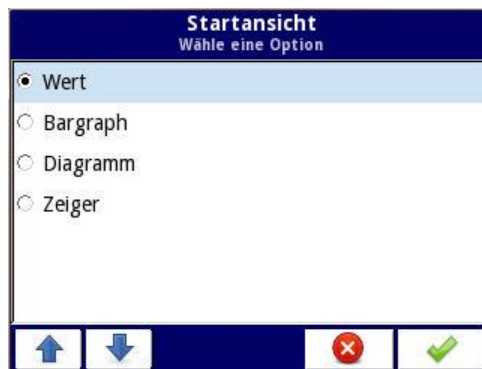 Startansicht
Wähle eine Option
Wert
Bargraph
Diagramm
Zeiger